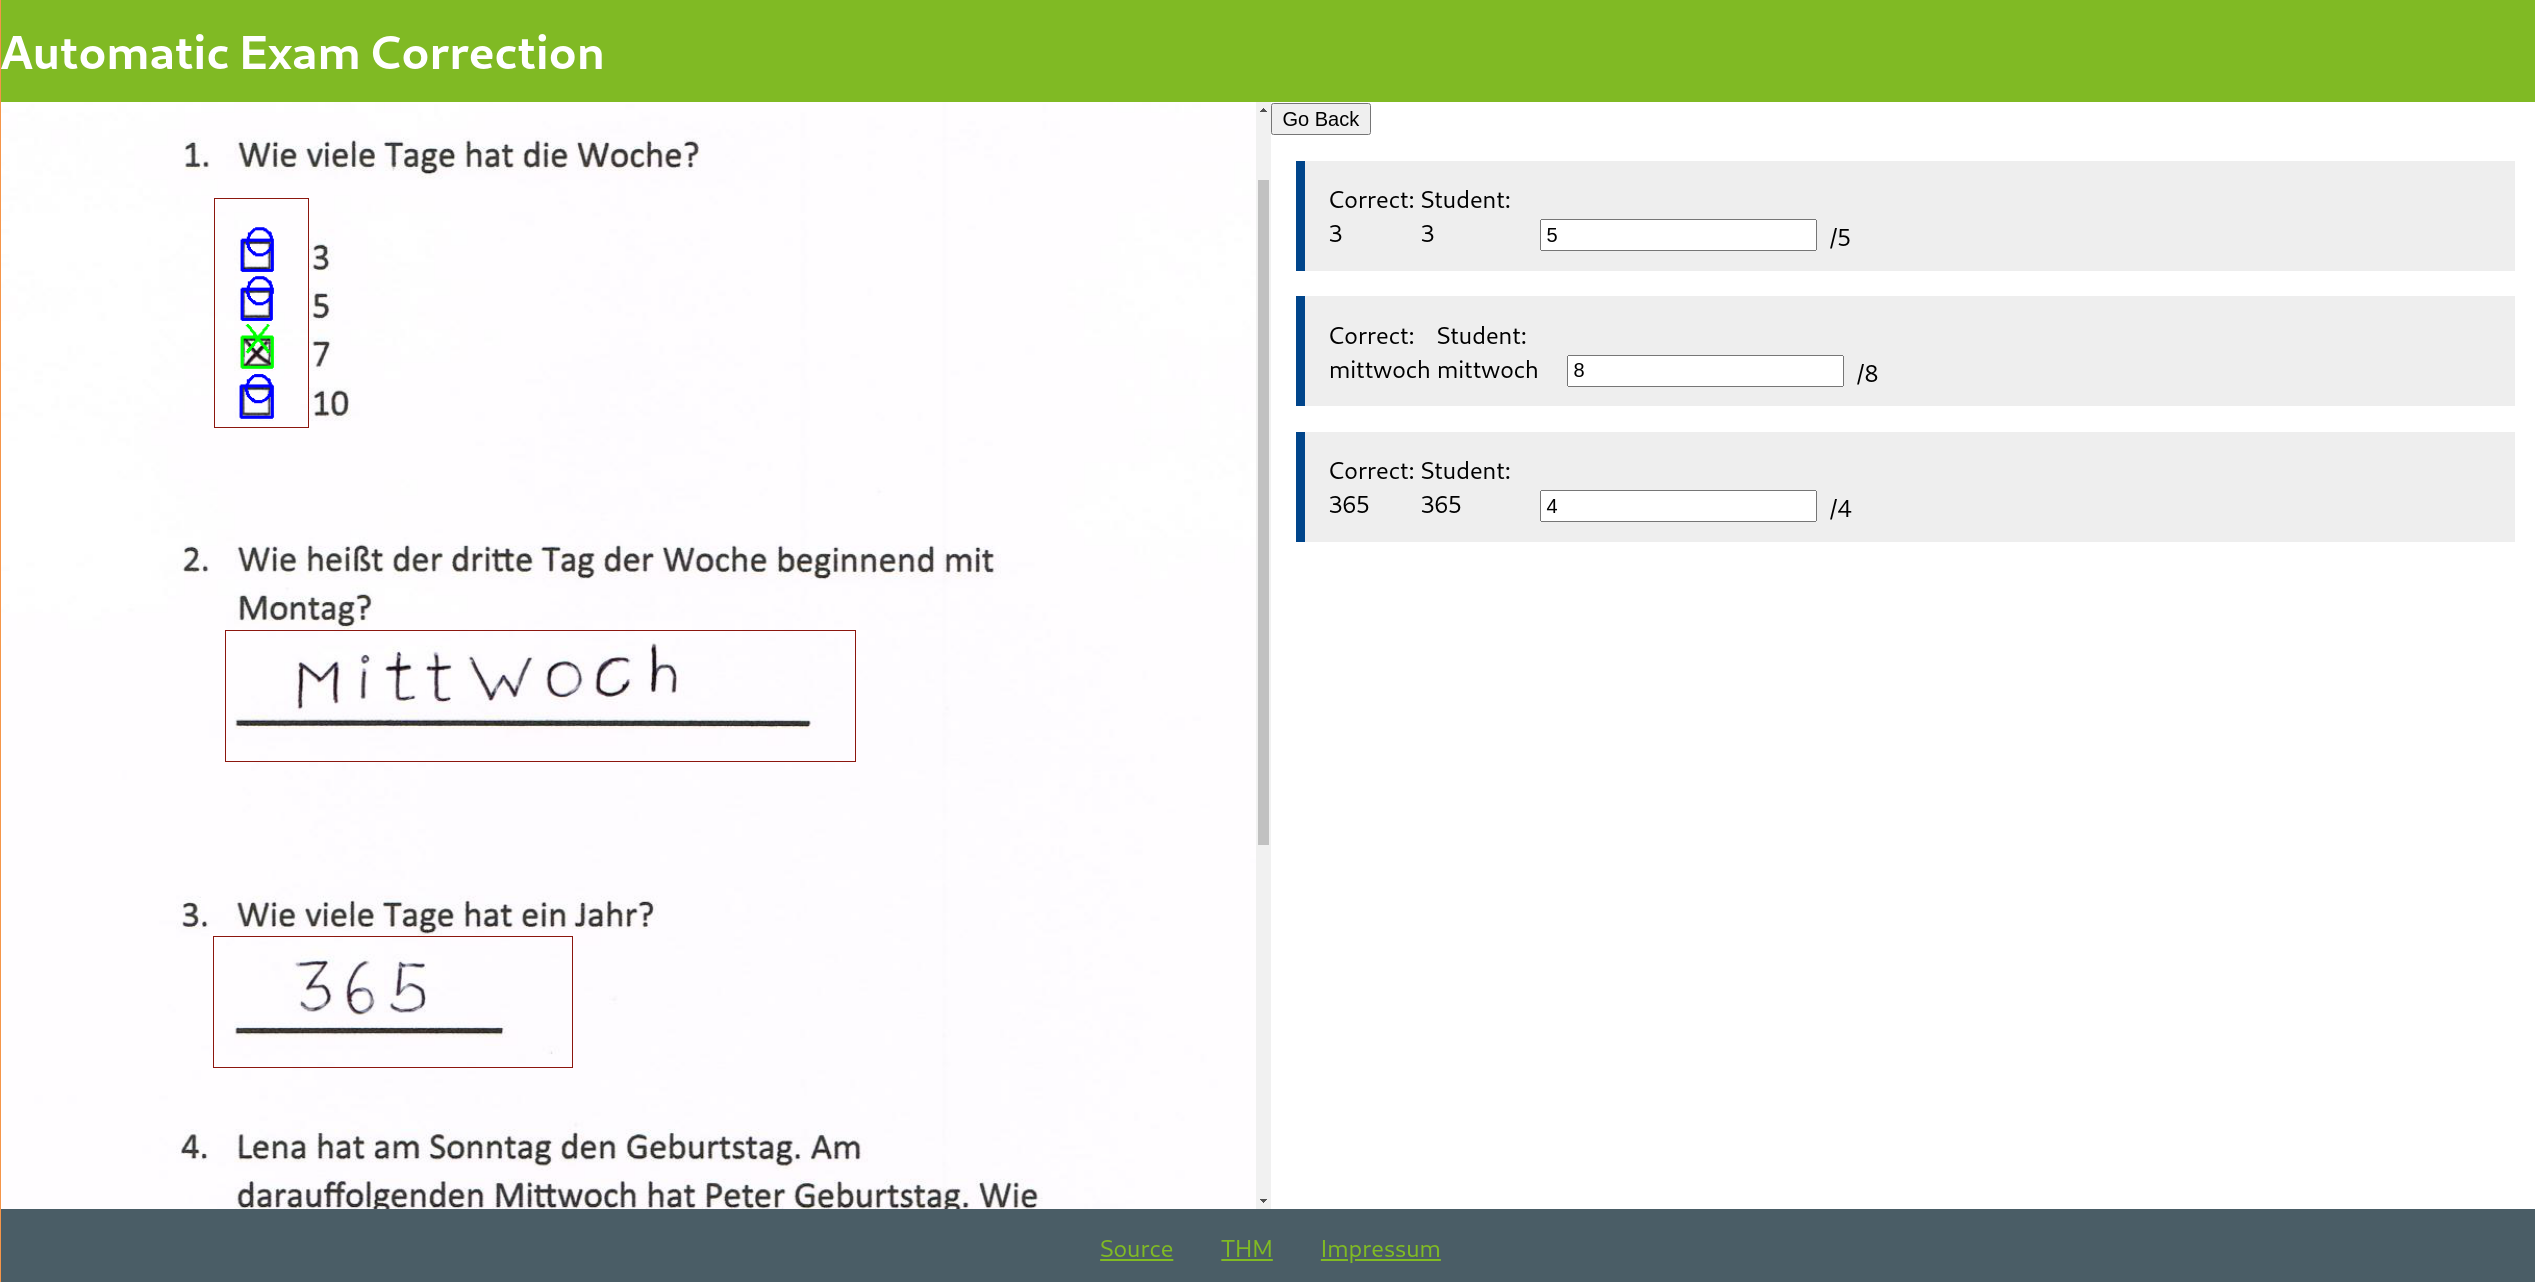 Automatic Exam Correction
1. Wie viele Tage hat die Woche?
3
5
7
10
2. Wie heißt der dritte Tag der Woche beginnend mit
Montag?
Mittwoch
3. Wie viele Tage hat ein Jahr?
365
4. Lena hat am Sonntag den Geburtstag. Am
darauffolgenden Mittwoch hat Peter Geburtstag. Wie
Go Back
Correct: Student:
3 3 5 /5
Correct: Student:
mittwoch mittwoch 8 /8
Correct: Student:
365 365 4 /4
Source THM Impressum